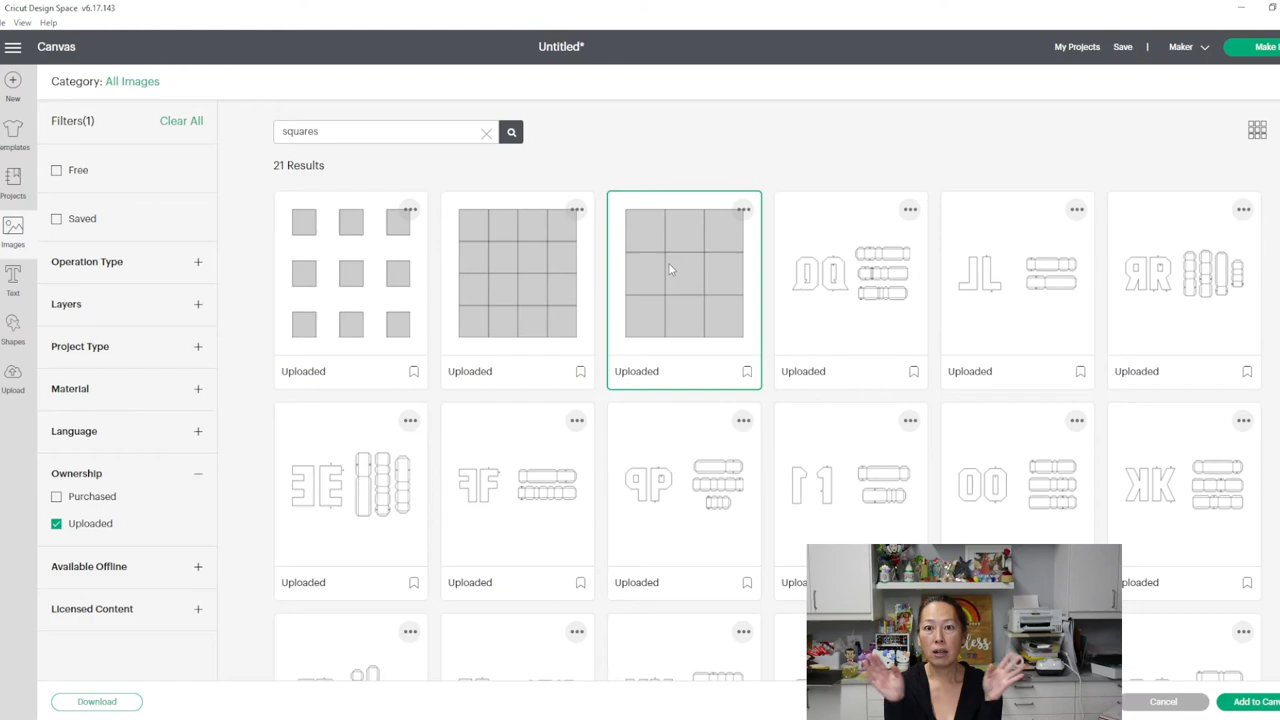 Cricut Design Space v6.17.143
View Help
Canvas
Untitled*
My Projects Save | Maker Make
New
Templates
Projects
Images
Text
Shapes
Upload
Category: All Images
Filters(1) Clear All
Free
Saved
Operation Type +
Layers +
Project Type +
Material +
Language +
Ownership −
Purchased
Uploaded
Available Offline +
Licensed Content +
squares
21 Results
Uploaded Uploaded Uploaded Uploaded Uploaded Uploaded
Uploaded Uploaded Uploaded
Download
Cancel Add to